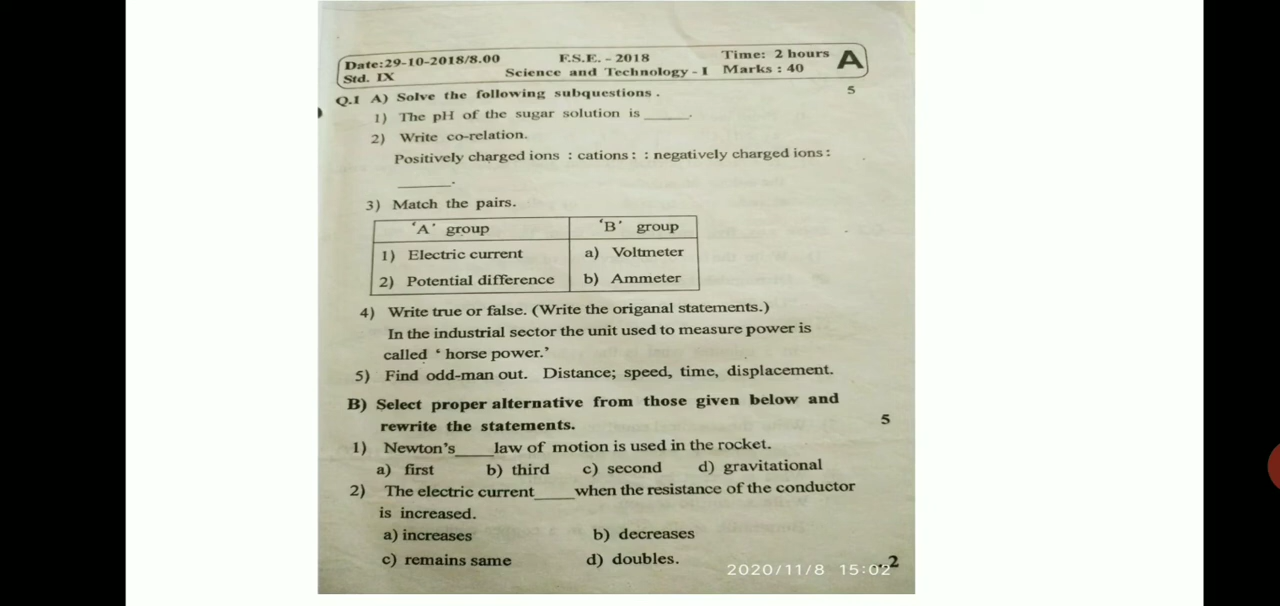 Date:29-10-2018/8.00 F.S.E. - 2018 Time: 2 hours A
Std. IX Science and Technology - I Marks : 40
Q.1 A) Solve the following subquestions . 5
1) The pH of the sugar solution is _____.
2) Write co-relation.
Positively charged ions : cations : : negatively charged ions :
______.
3) Match the pairs.
'A' group 'B' group
1) Electric current a) Voltmeter
2) Potential difference b) Ammeter
4) Write true or false. (Write the origanal statements.)
In the industrial sector the unit used to measure power is
called ' horse power.'
5) Find odd-man out. Distance; speed, time, displacement.
B) Select proper alternative from those given below and
rewrite the statements. 5
1) Newton's____law of motion is used in the rocket.
a) first b) third c) second d) gravitational
2) The electric current____when the resistance of the conductor
is increased.
a) increases b) decreases
c) remains same d) doubles.
2020/11/8 15:02 ..2